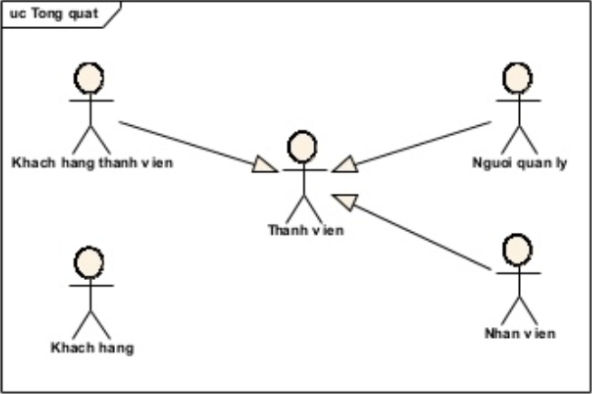 uc Tong quat
Khach hang thanh vien
Nguoi quan ly
Thanh vien
Khach hang
Nhan vien